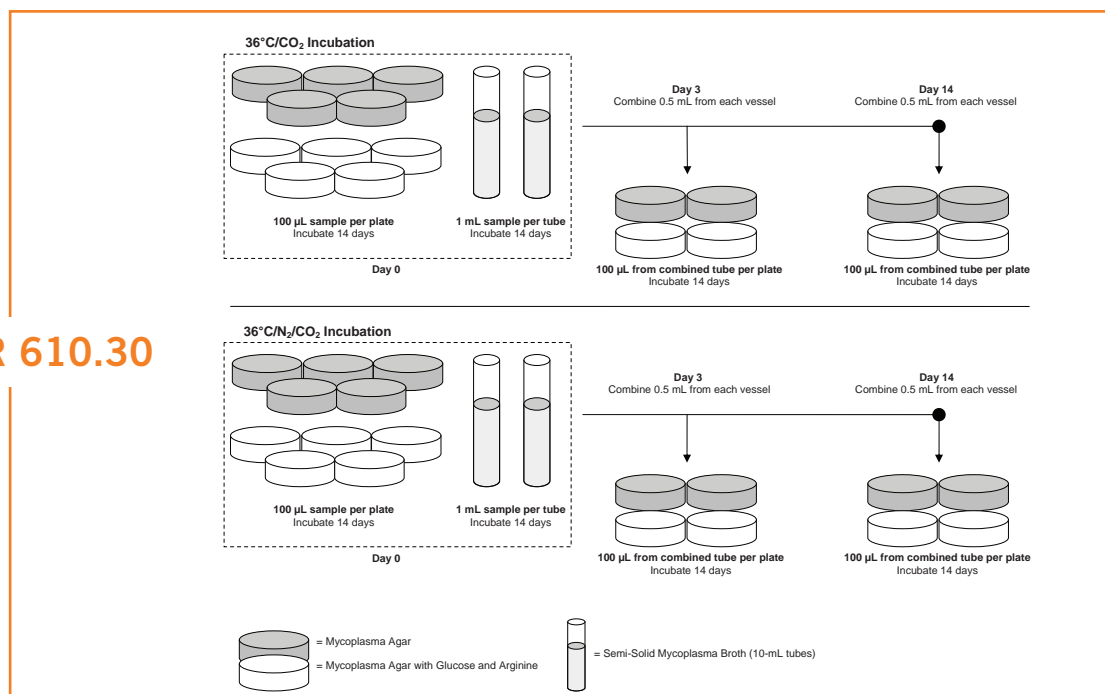 36°C/CO₂ Incubation
Day 3
Combine 0.5 mL from each vessel
Day 14
Combine 0.5 mL from each vessel
100 µL sample per plate
Incubate 14 days
1 mL sample per tube
Incubate 14 days
Day 0
100 µL from combined tube per plate
Incubate 14 days
100 µL from combined tube per plate
Incubate 14 days
R 610.30
36°C/N₂/CO₂ Incubation
Day 3
Combine 0.5 mL from each vessel
Day 14
Combine 0.5 mL from each vessel
100 µL sample per plate
Incubate 14 days
1 mL sample per tube
Incubate 14 days
Day 0
100 µL from combined tube per plate
Incubate 14 days
100 µL from combined tube per plate
Incubate 14 days
= Mycoplasma Agar
= Mycoplasma Agar with Glucose and Arginine
= Semi-Solid Mycoplasma Broth (10-mL tubes)